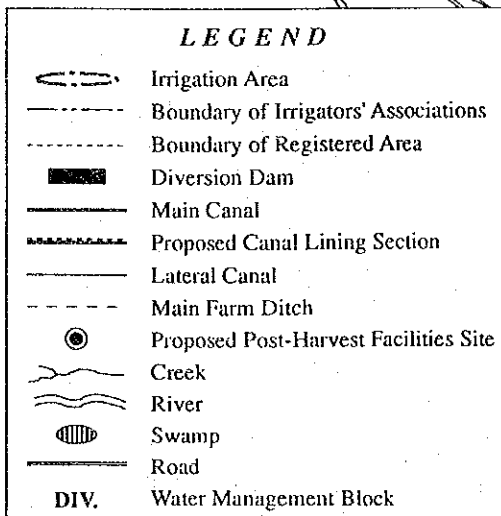 LEGEND
Irrigation Area
Boundary of Irrigators' Associations
Boundary of Registered Area
Diversion Dam
Main Canal
Proposed Canal Lining Section
Lateral Canal
Main Farm Ditch
Proposed Post-Harvest Facilities Site
Creek
River
Swamp
Road
DIV. Water Management Block